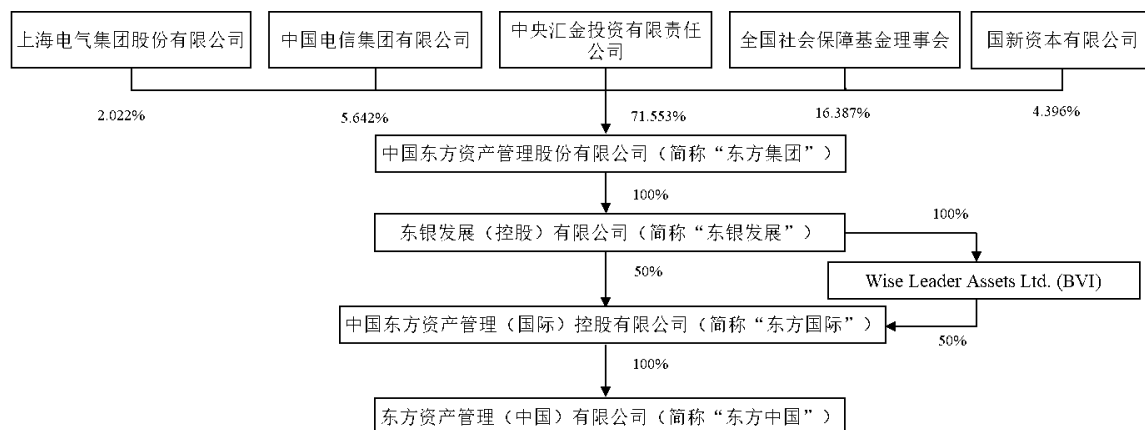 上海电气集团股份有限公司
中国电信集团有限公司
中央汇金投资有限责任
公司
全国社会保障基金理事会
国新资本有限公司
2.022%
5.642%
71.553%
16.387%
4.396%
中国东方资产管理股份有限公司（简称“东方集团”）
100%
东银发展（控股）有限公司（简称“东银发展”）
100%
50%
Wise Leader Assets Ltd. (BVI)
中国东方资产管理（国际）控股有限公司（简称“东方国际”）
50%
100%
东方资产管理（中国）有限公司（简称“东方中国”）